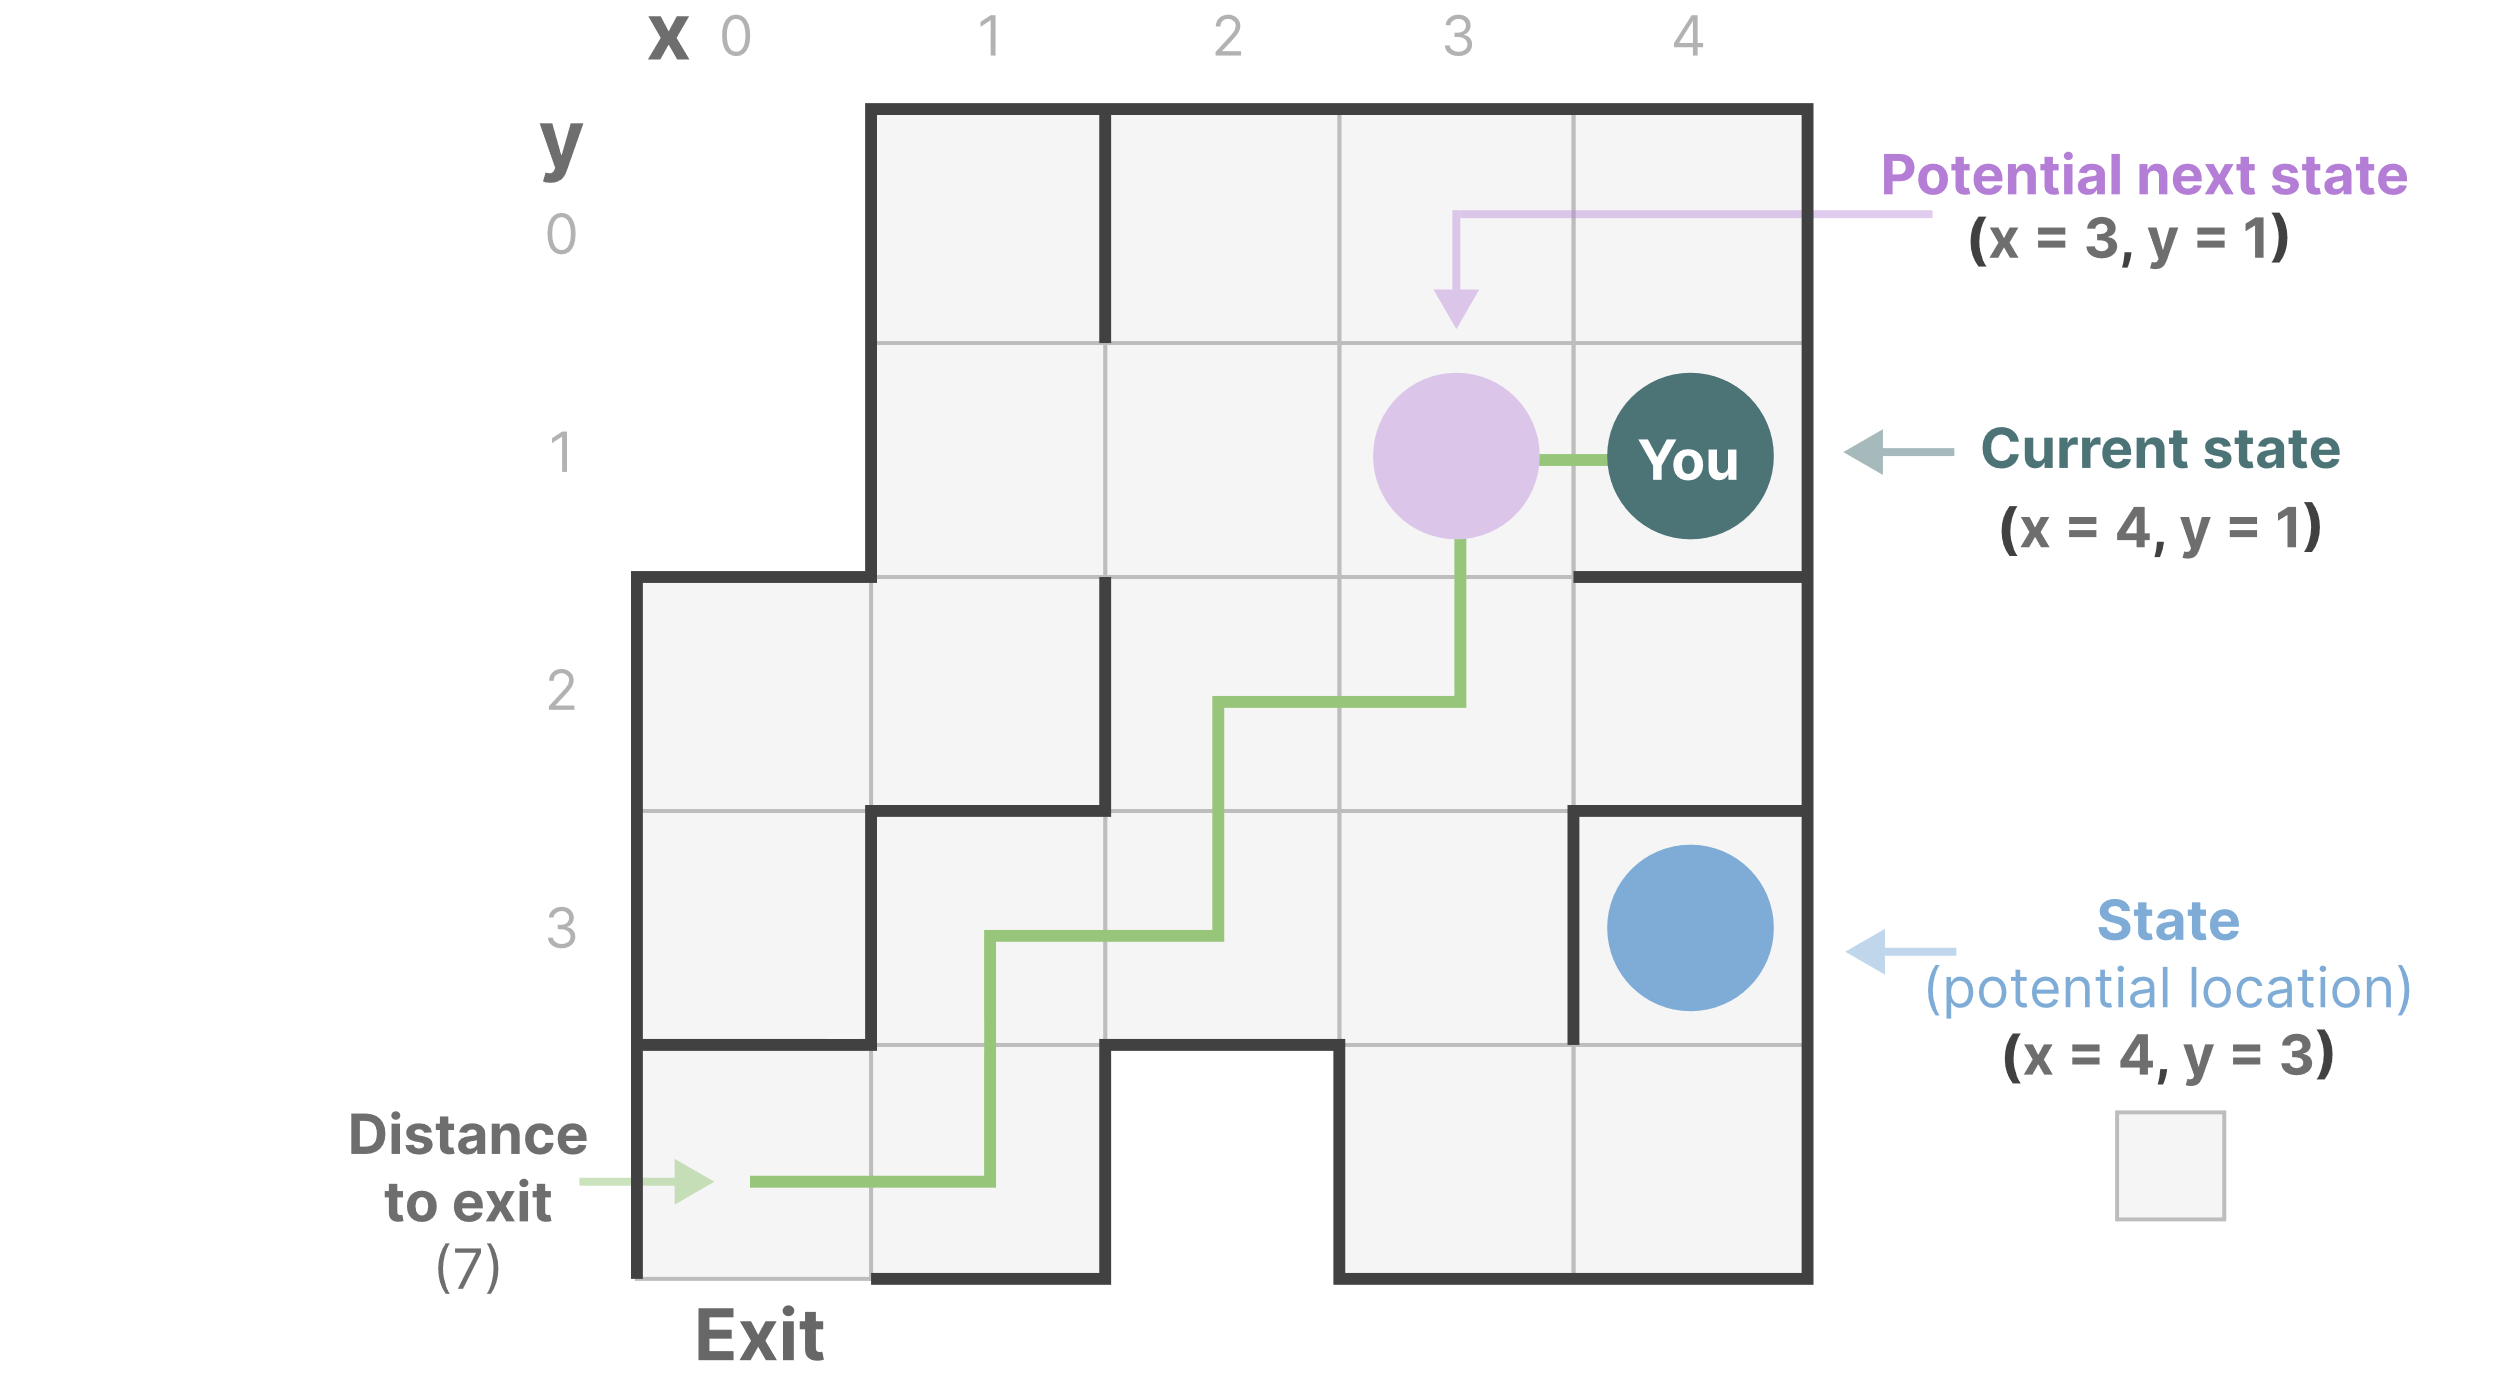 x 0 1 2 3 4
y
0
1
2
3
Potential next state
(x = 3, y = 1)
You
Current state
(x = 4, y = 1)
State
(potential location)
(x = 4, y = 3)
Distance
to exit
(7)
Exit